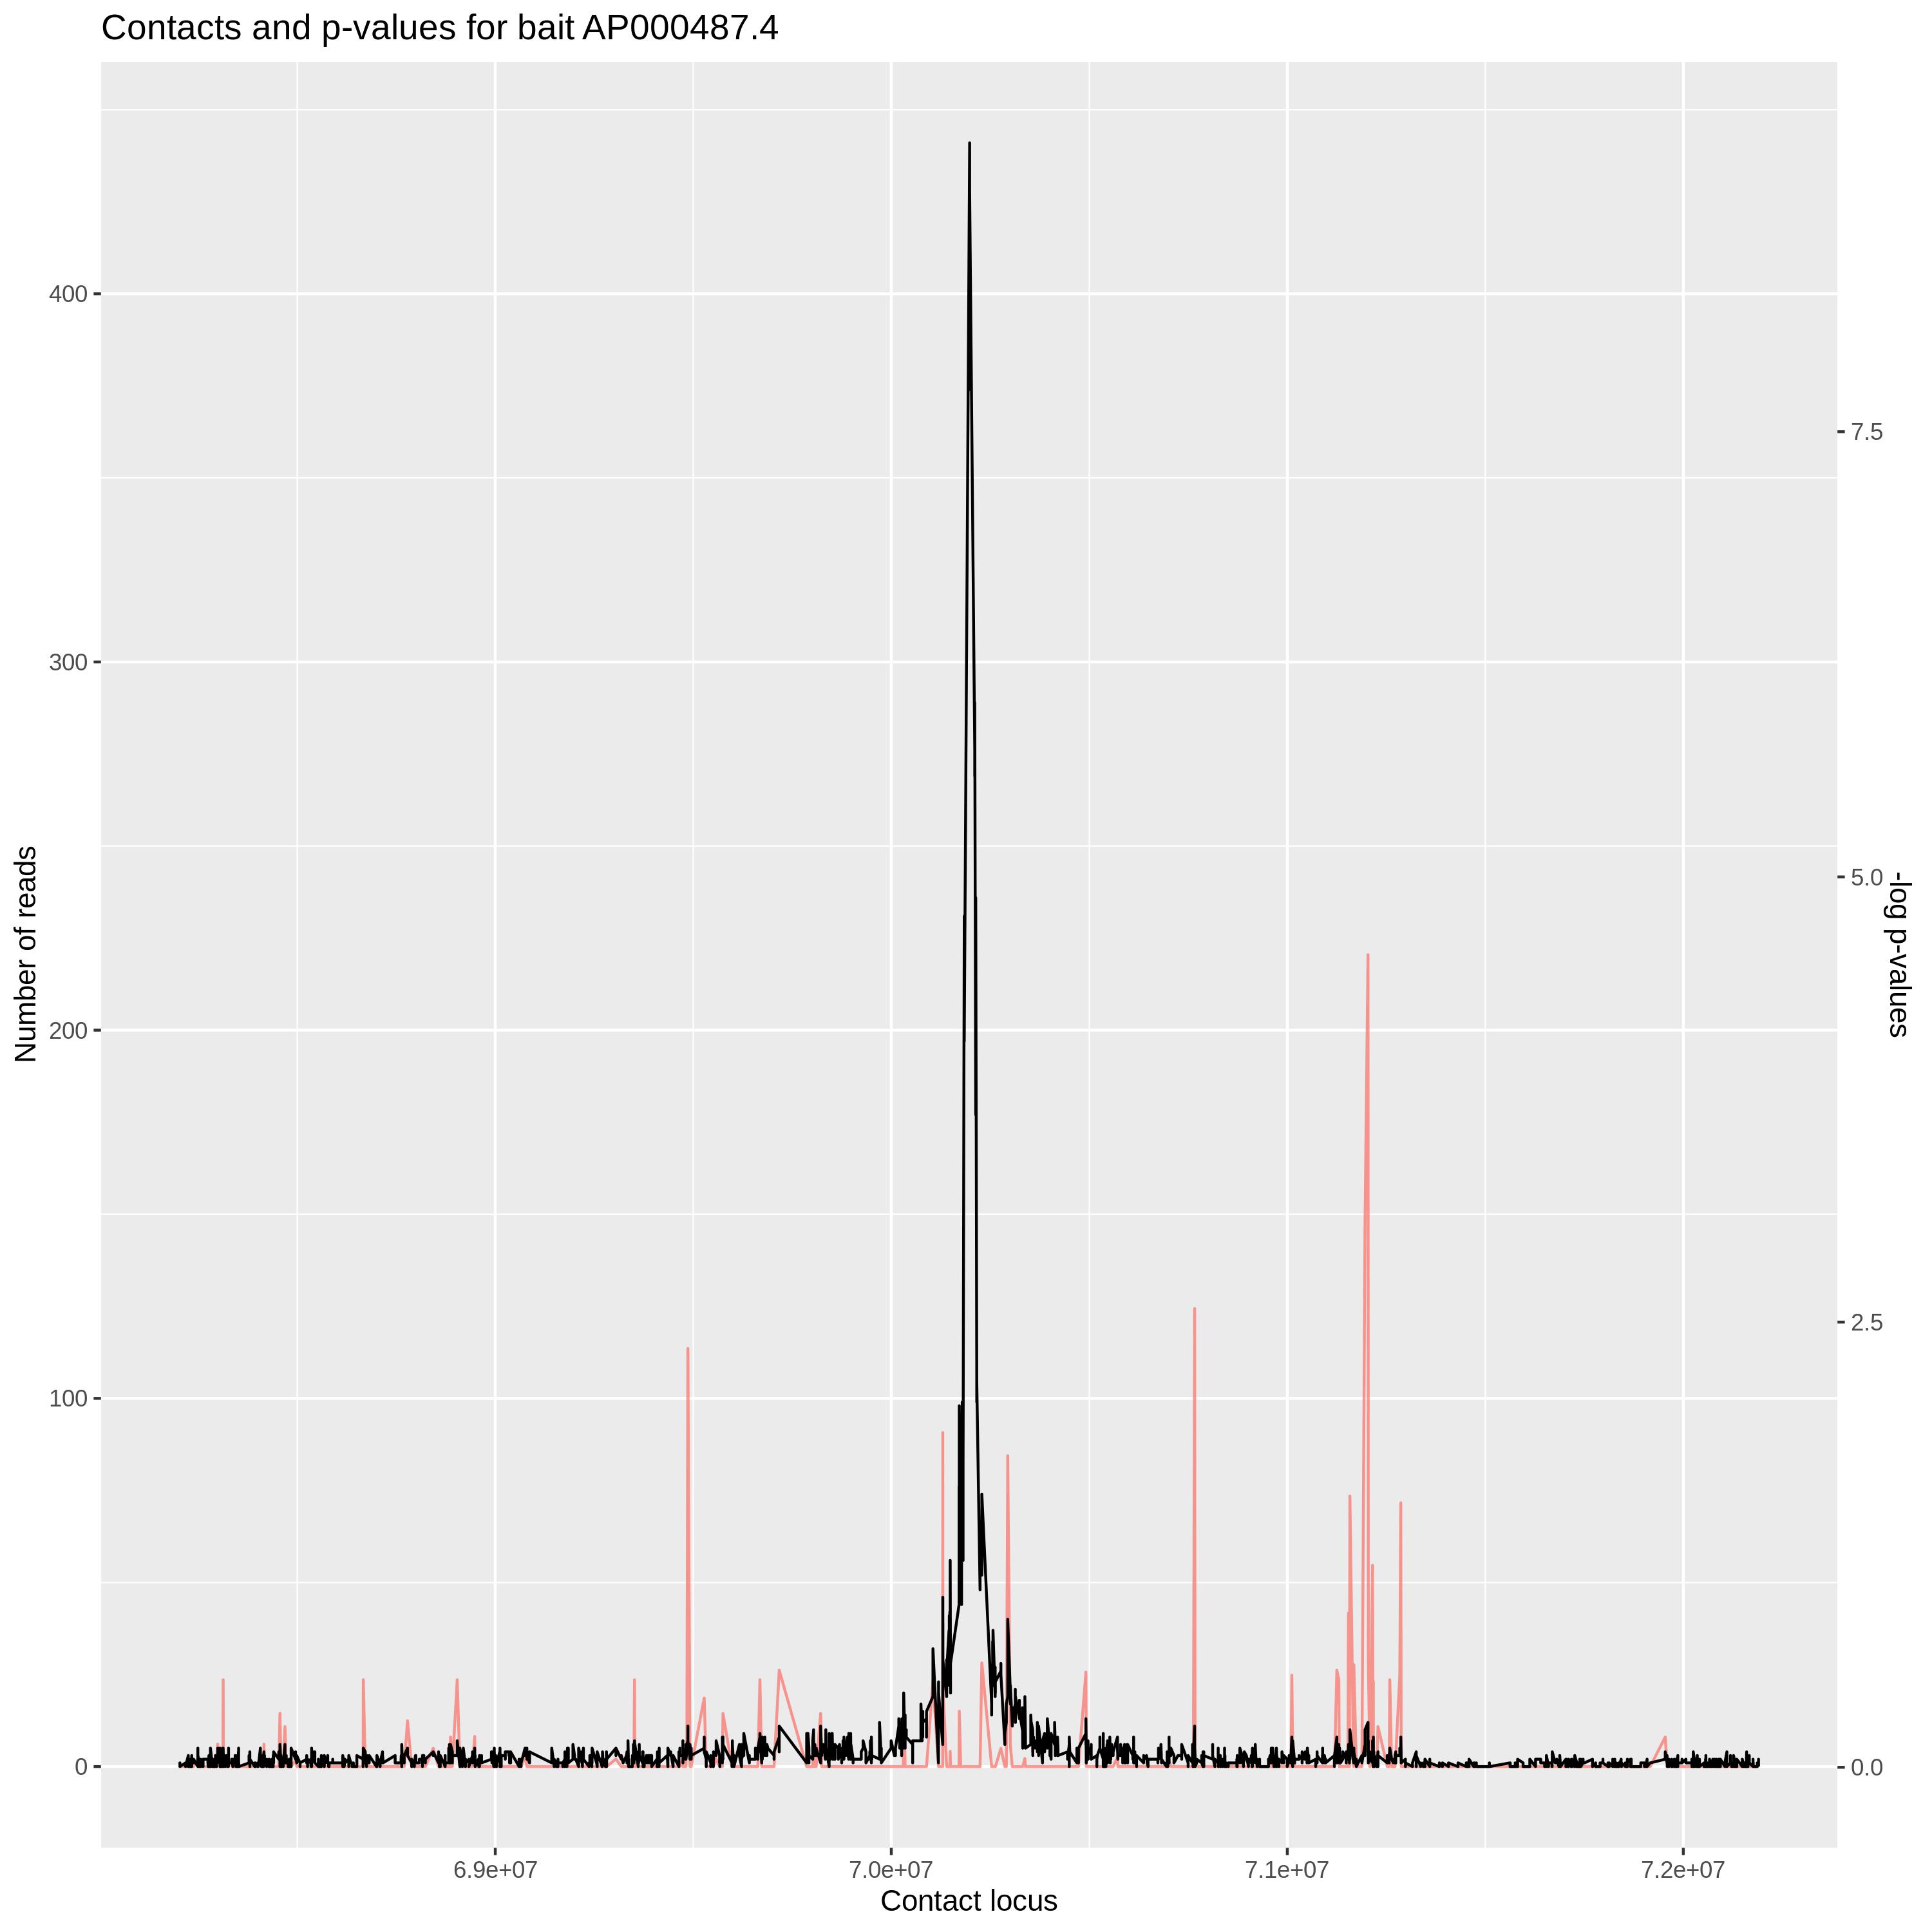 Contacts and p-values for bait AP000487.4
400
300
200
100
0
Number of reads
7.5
5.0
2.5
0.0
-log p-values
6.9e+07
7.0e+07
7.1e+07
7.2e+07
Contact locus